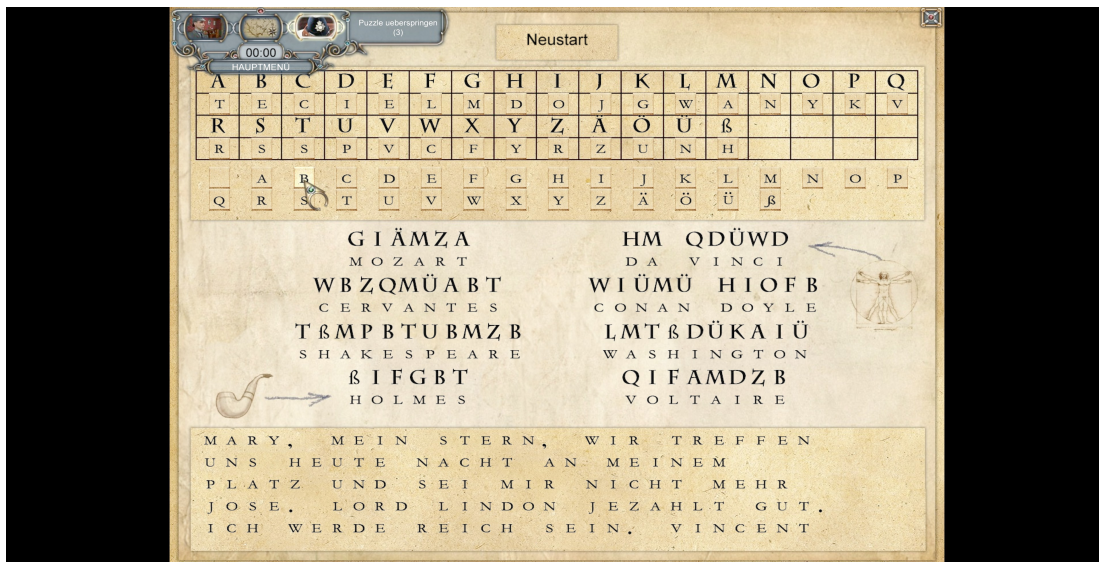 Puzzle ueberspringen
(3)
Neustart
00:00
HAUPTMENÜ
A B C D E F G H I J K L M N O P Q
T E C I E L M D O J G W A N Y K V
R S T U V W X Y Z Ä Ö Ü ß
R S S P V C F Y R Z U N H
A B C D E F G H I J K L M N O P
Q R S T U V W X Y Z Ä Ö Ü ß
GIÄMZA HM QDÜWD
MOZART DA VINCI
WBZQMÜABT WIÜMÜ HIOFB
CERVANTES CONAN DOYLE
TßMPBTUBMZB LMTßDÜKAIÜ
SHAKESPEARE WASHINGTON
ßIFGBT QIFAMDZB
HOLMES VOLTAIRE
MARY, MEIN STERN, WIR TREFFEN
UNS HEUTE NACHT AN MEINEM
PLATZ UND SEI MIR NICHT MEHR
JOSE. LORD LINDON JEZAHLT GUT.
ICH WERDE REICH SEIN. VINCENT